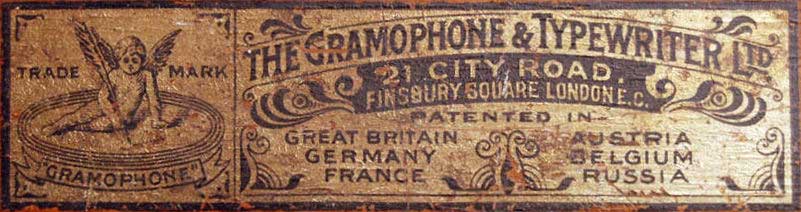 TRADE MARK
"GRAMOPHONE"
THE GRAMOPHONE & TYPEWRITER LTD
21 CITY ROAD.
FINSBURY SQUARE LONDON E.C.
PATENTED IN
GREAT BRITAIN AUSTRIA
GERMANY BELGIUM
FRANCE RUSSIA